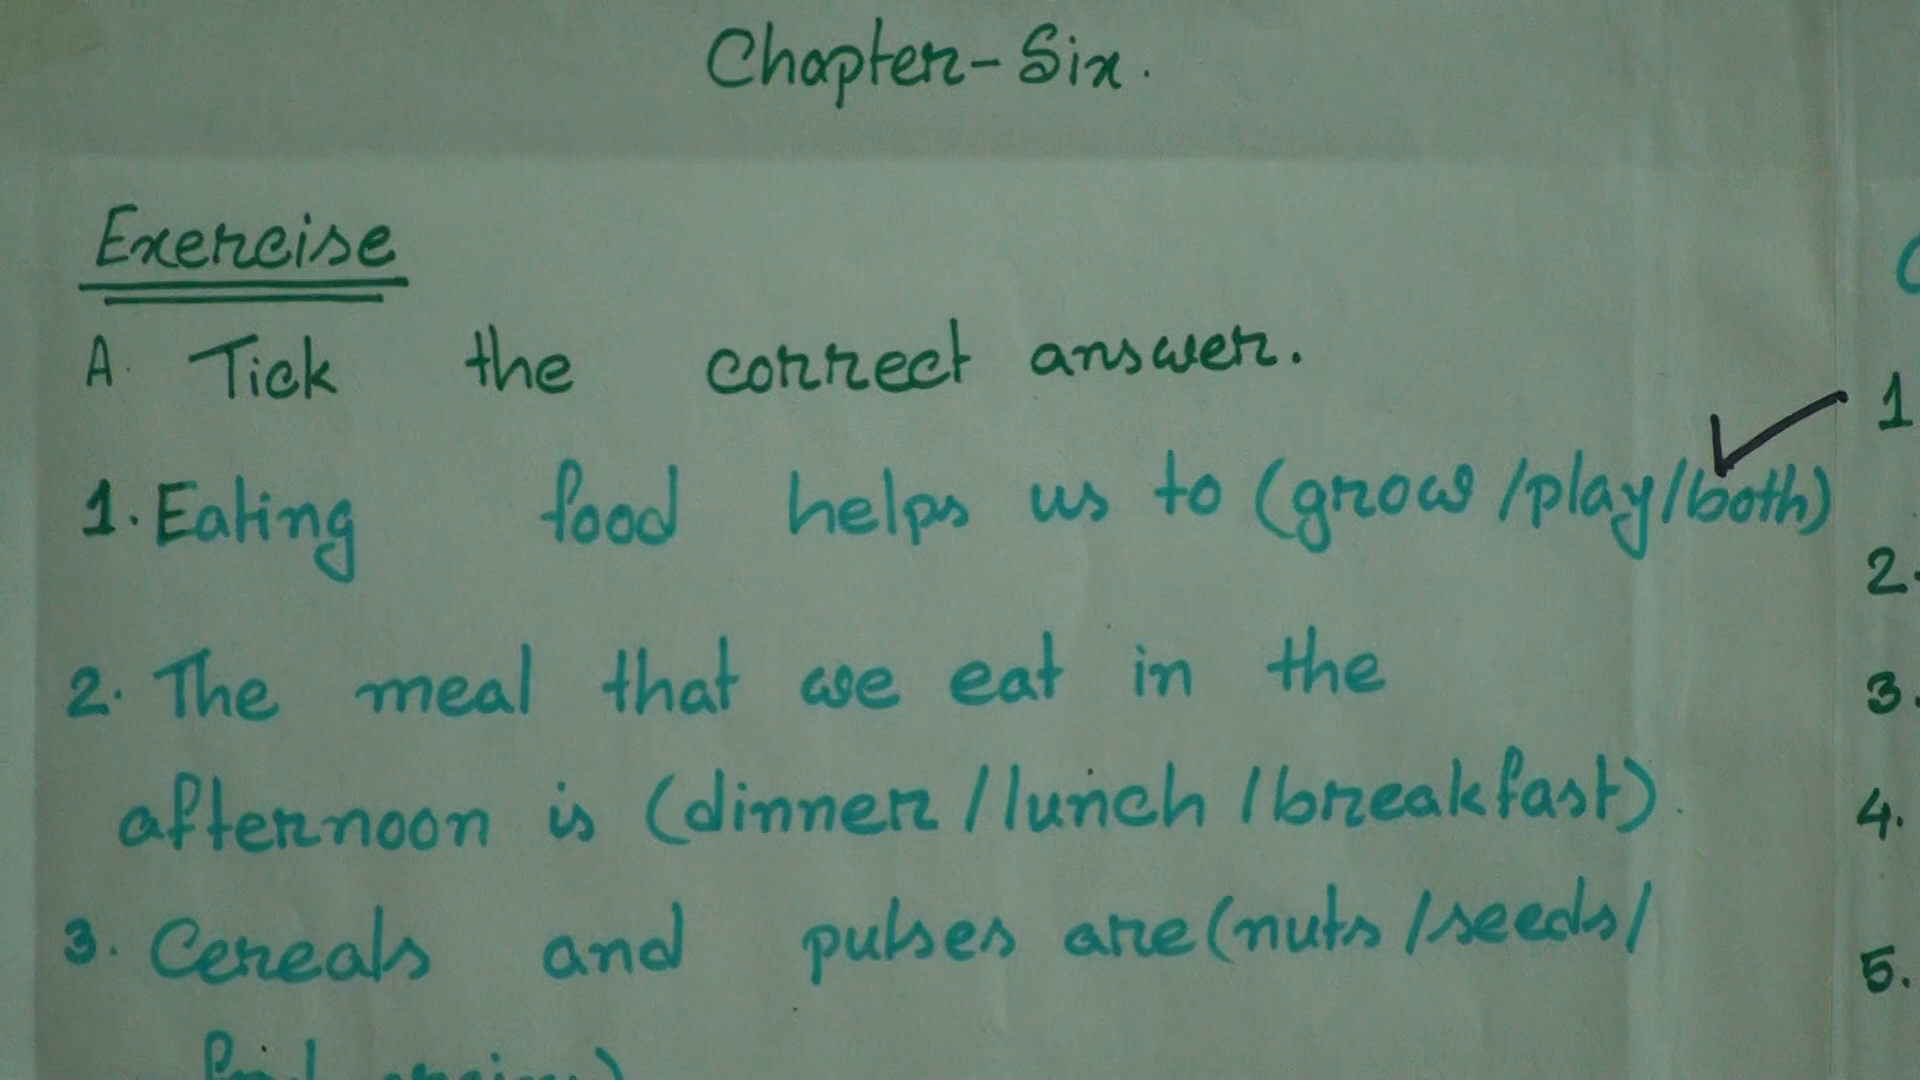 Chapter-Six.
Exercise
A. Tick the correct answer.
1. Eating food helps us to (grow/play/both)
2. The meal that we eat in the
afternoon is (dinner/lunch/breakfast).
3. Cereals and pulses are (nuts/seeds/
1
2.
3.
4.
5.